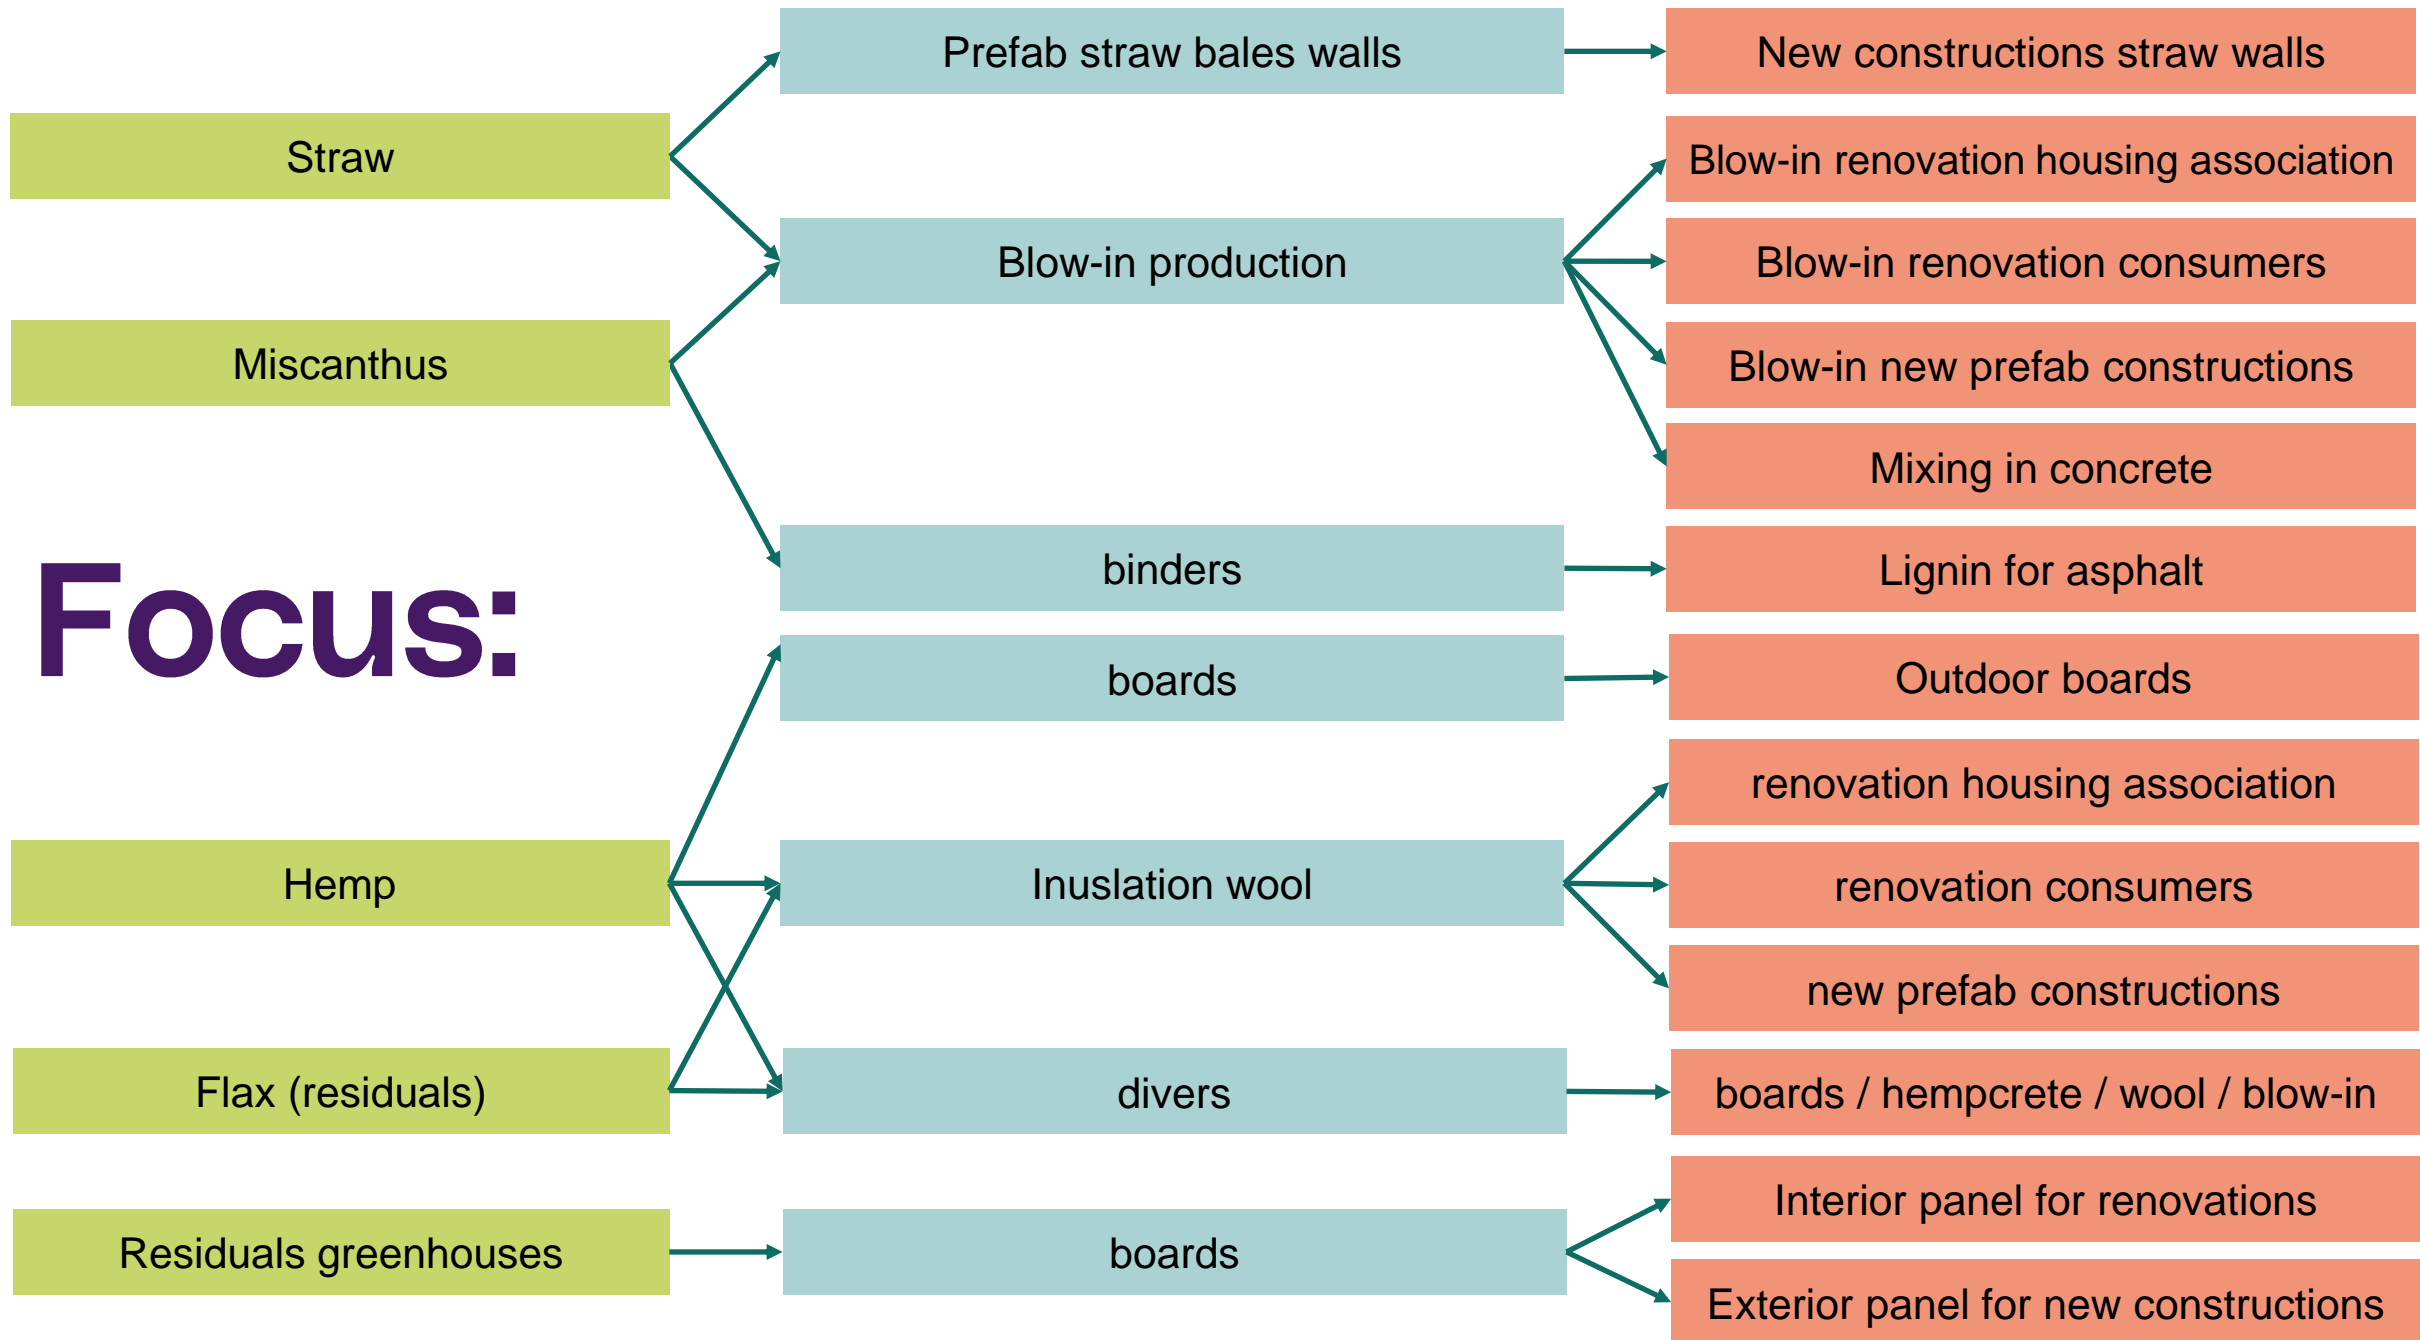 Prefab straw bales walls
New constructions straw walls
Straw
Blow-in renovation housing association
Blow-in production
Blow-in renovation consumers
Miscanthus
Blow-in new prefab constructions
Mixing in concrete
binders
Lignin for asphalt
Focus:
boards
Outdoor boards
renovation housing association
Hemp
Inuslation wool
renovation consumers
new prefab constructions
Flax (residuals)
divers
boards / hempcrete / wool / blow-in
Interior panel for renovations
Residuals greenhouses
boards
Exterior panel for new constructions